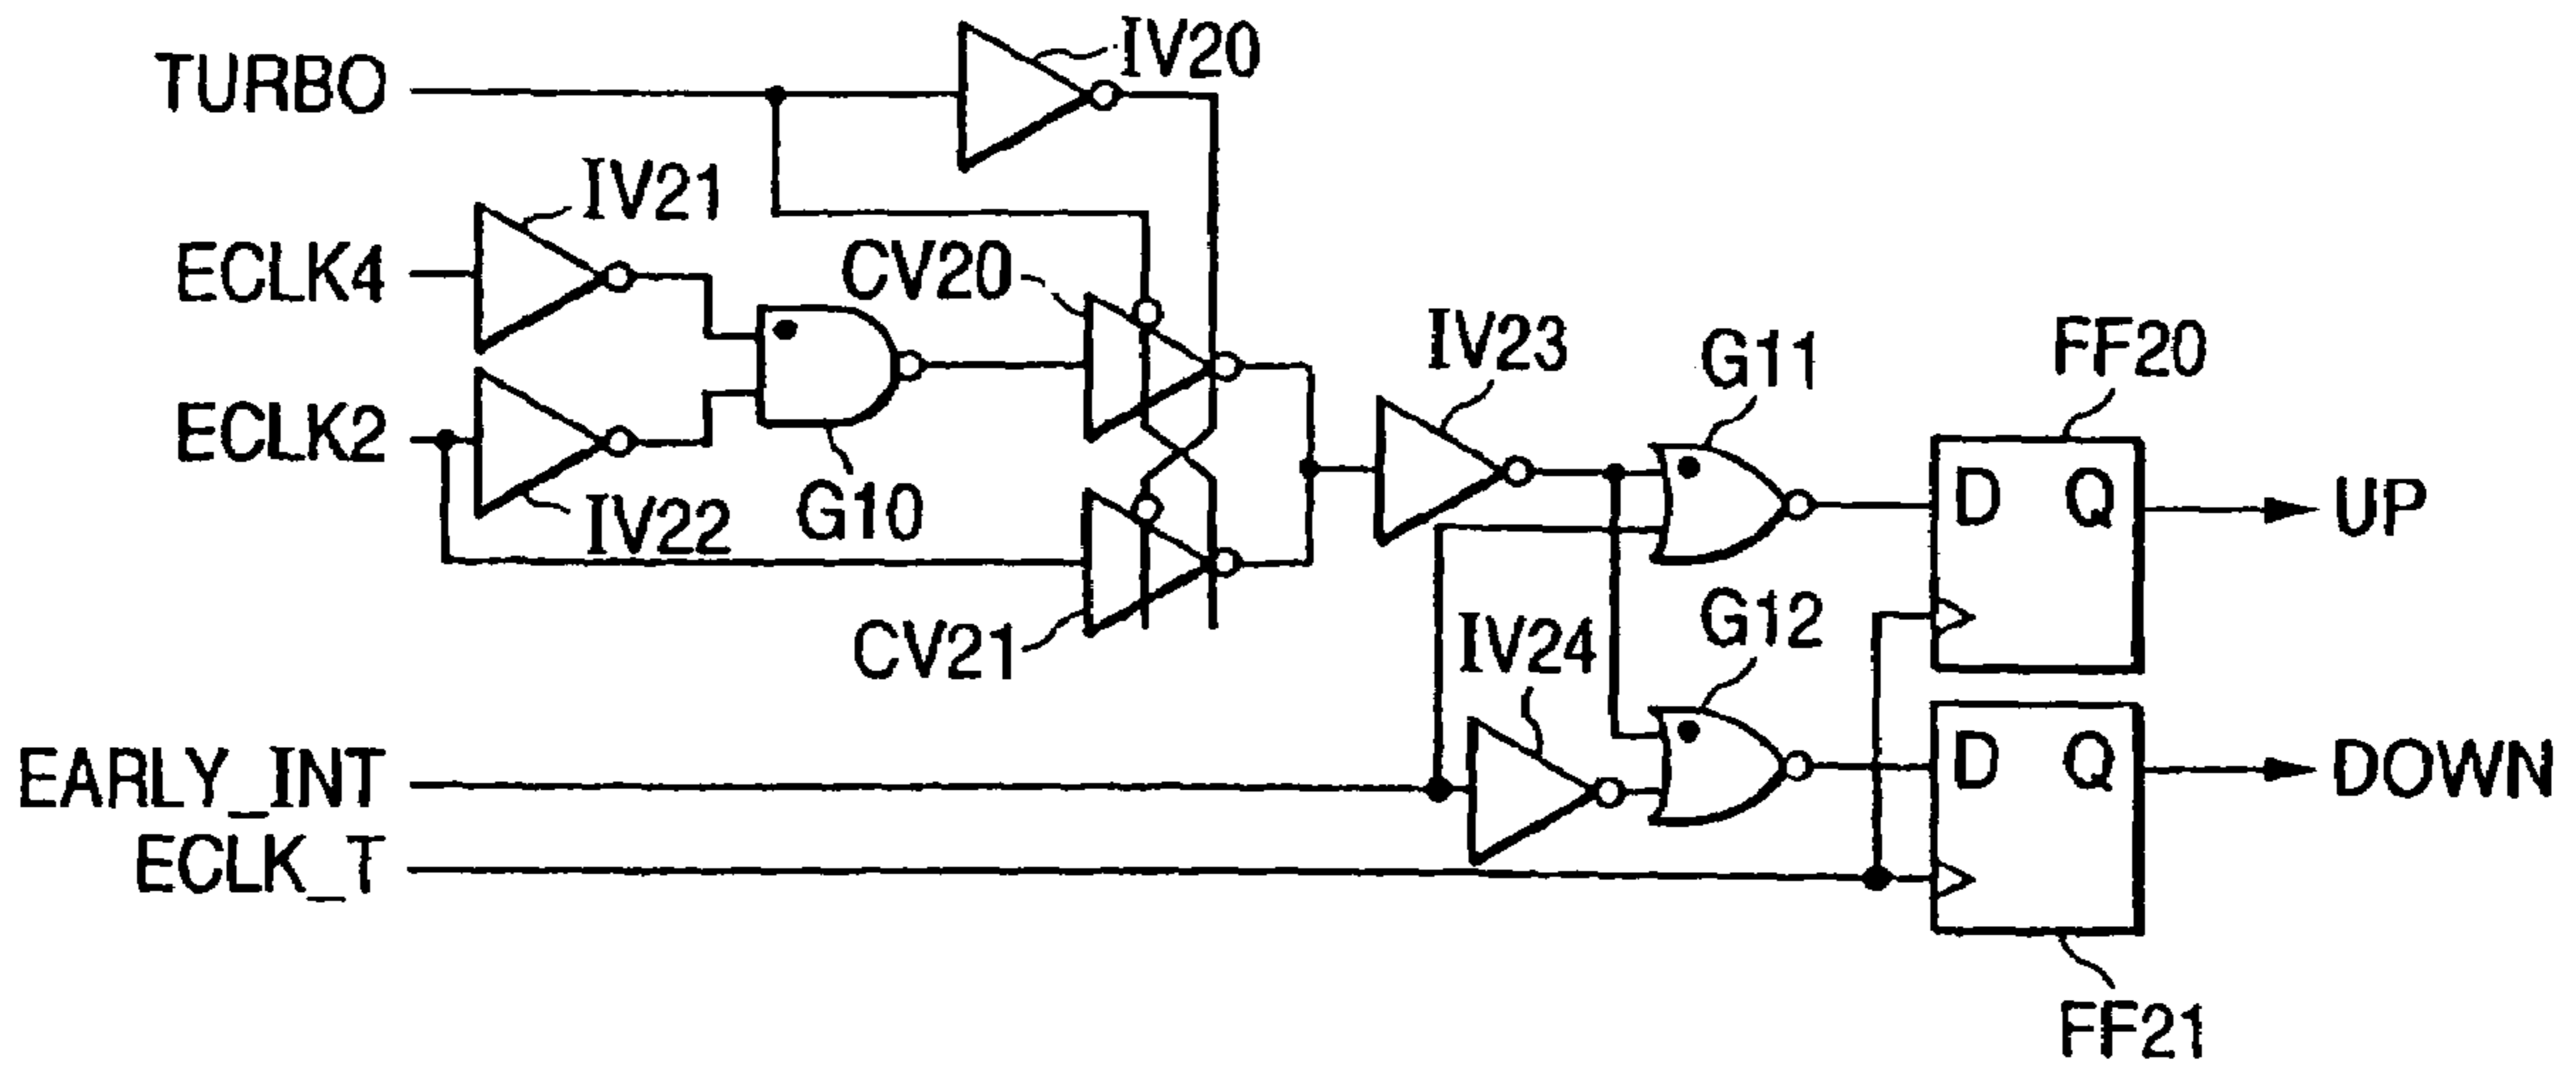 TURBO
IV20
IV21
ECLK4
CV20
ECLK2
IV22
G10
CV21
IV23
G11
FF20
D Q
UP
IV24
G12
EARLY_INT
D Q
DOWN
ECLK_T
FF21